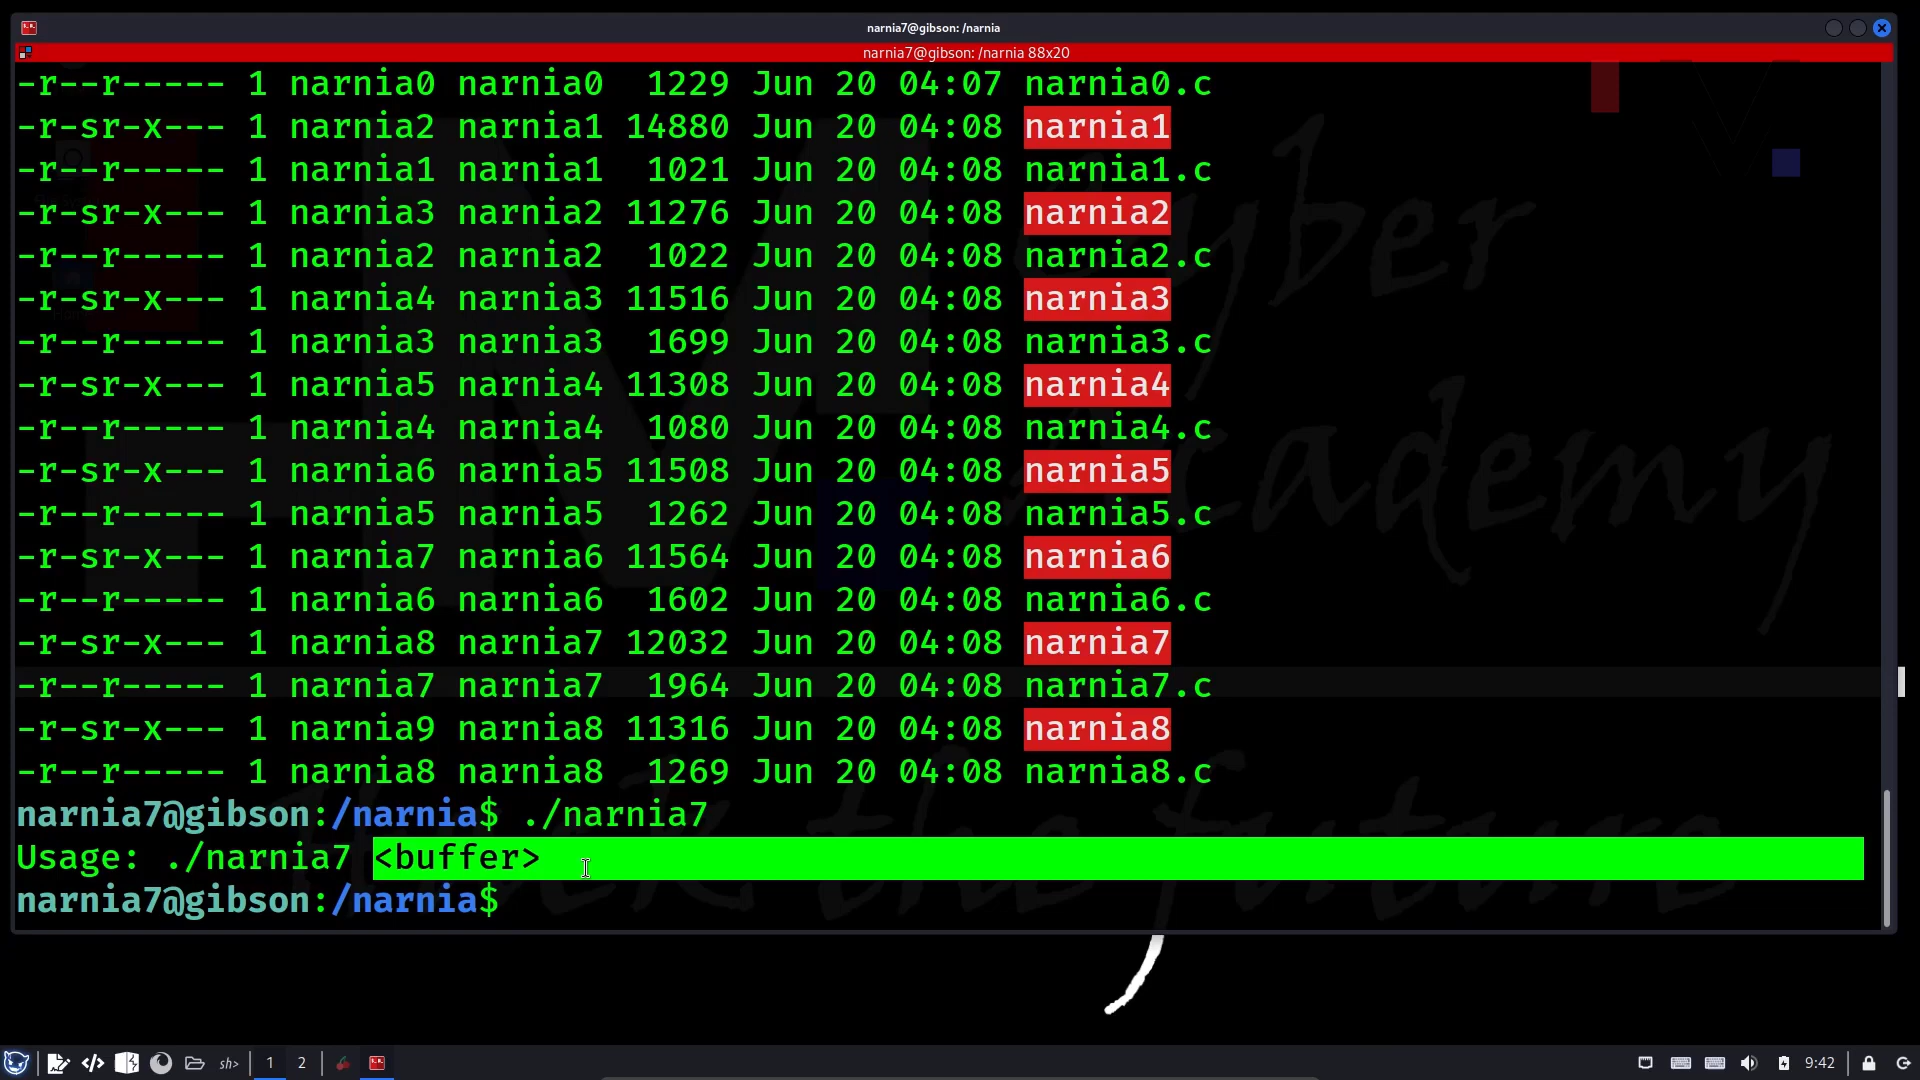 narnia7@gibson: /narnia
narnia7@gibson: /narnia 88x20
-r--r----- 1 narnia0 narnia0  1229 Jun 20 04:07 narnia0.c
-r-sr-x--- 1 narnia2 narnia1 14880 Jun 20 04:08 narnia1
-r--r----- 1 narnia1 narnia1  1021 Jun 20 04:08 narnia1.c
-r-sr-x--- 1 narnia3 narnia2 11276 Jun 20 04:08 narnia2
-r--r----- 1 narnia2 narnia2  1022 Jun 20 04:08 narnia2.c
-r-sr-x--- 1 narnia4 narnia3 11516 Jun 20 04:08 narnia3
-r--r----- 1 narnia3 narnia3  1699 Jun 20 04:08 narnia3.c
-r-sr-x--- 1 narnia5 narnia4 11308 Jun 20 04:08 narnia4
-r--r----- 1 narnia4 narnia4  1080 Jun 20 04:08 narnia4.c
-r-sr-x--- 1 narnia6 narnia5 11508 Jun 20 04:08 narnia5
-r--r----- 1 narnia5 narnia5  1262 Jun 20 04:08 narnia5.c
-r-sr-x--- 1 narnia7 narnia6 11564 Jun 20 04:08 narnia6
-r--r----- 1 narnia6 narnia6  1602 Jun 20 04:08 narnia6.c
-r-sr-x--- 1 narnia8 narnia7 12032 Jun 20 04:08 narnia7
-r--r----- 1 narnia7 narnia7  1964 Jun 20 04:08 narnia7.c
-r-sr-x--- 1 narnia9 narnia8 11316 Jun 20 04:08 narnia8
-r--r----- 1 narnia8 narnia8  1269 Jun 20 04:08 narnia8.c
narnia7@gibson:/narnia$ ./narnia7
Usage: ./narnia7 <buffer>
narnia7@gibson:/narnia$
Cyber
Academy
Hack the future
sh>
1
2
9:42